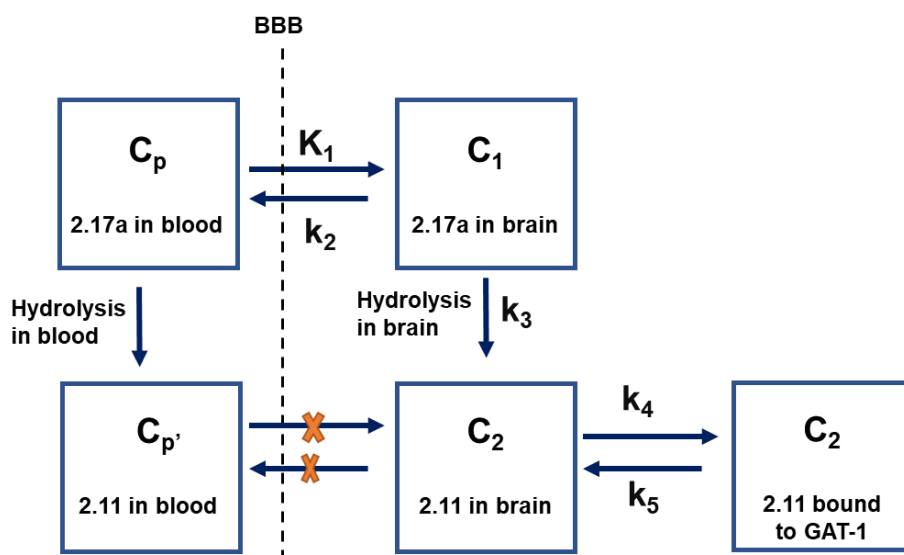 BBB
Cp
2.17a in blood
K1
k2
C1
2.17a in brain
Hydrolysis
in blood
Hydrolysis
in brain
k3
Cp'
2.11 in blood
C2
2.11 in brain
k4
k5
C2
2.11 bound
to GAT-1